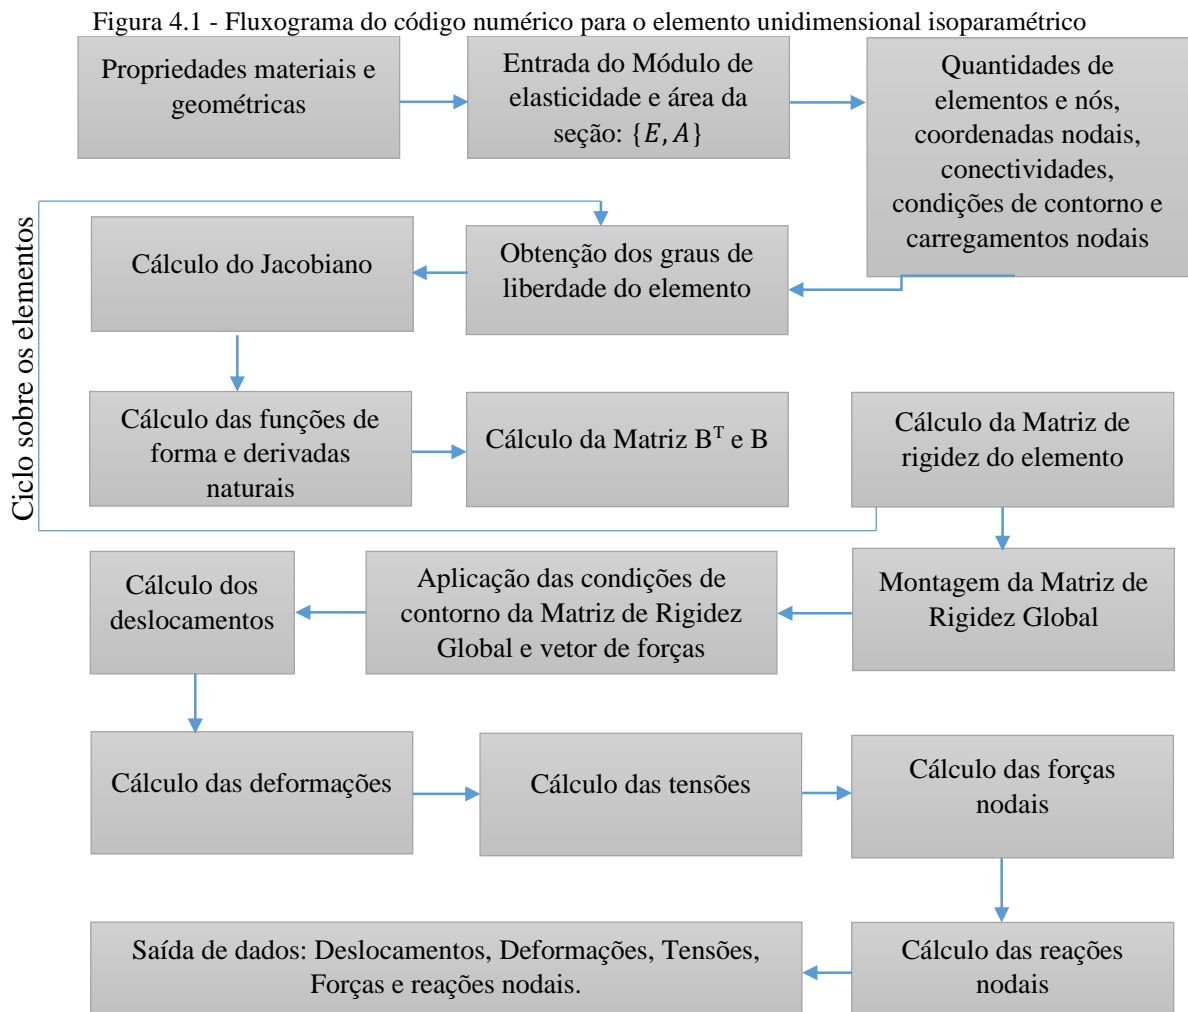 Figura 4.1 - Fluxograma do código numérico para o elemento unidimensional isoparamétrico
Propriedades materiais e
geométricas
Entrada do Módulo de
elasticidade e área da
seção: {E, A}
Quantidades de
elementos e nós,
coordenadas nodais,
conectividades,
condições de contorno e
carregamentos nodais
Ciclo sobre os elementos
Obtenção dos graus de
liberdade do elemento
Cálculo do Jacobiano
Cálculo das funções de
forma e derivadas
naturais
Cálculo da Matriz Bᵀ e B
Cálculo da Matriz de
rigidez do elemento
Montagem da Matriz de
Rigidez Global
Aplicação das condições de
contorno da Matriz de Rigidez
Global e vetor de forças
Cálculo dos
deslocamentos
Cálculo das deformações
Cálculo das tensões
Cálculo das forças
nodais
Cálculo das reações
nodais
Saída de dados: Deslocamentos, Deformações, Tensões,
Forças e reações nodais.